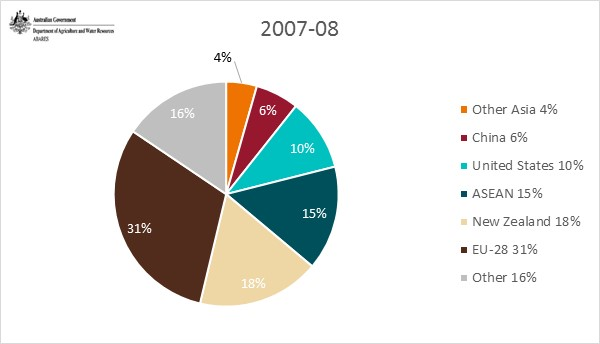 Australian Government
Department of Agriculture and Water Resources
ABARES
2007-08
4%
6%
10%
15%
18%
31%
16%
Other Asia 4%
China 6%
United States 10%
ASEAN 15%
New Zealand 18%
EU-28 31%
Other 16%